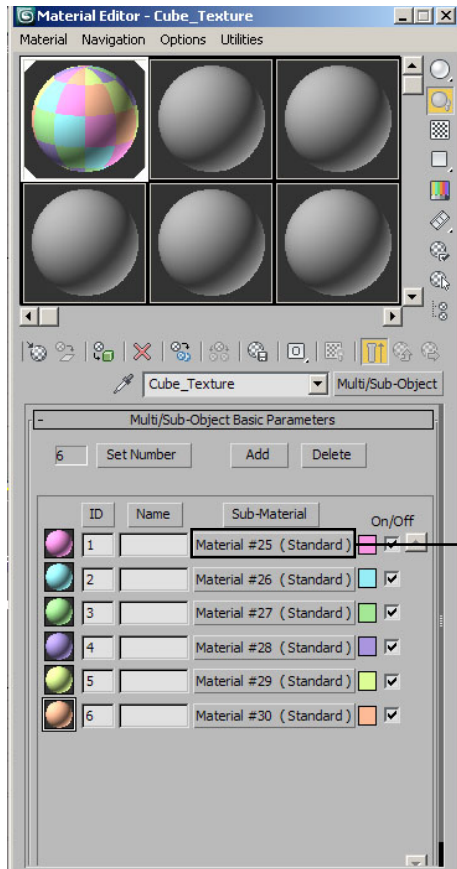 Material Editor - Cube_Texture
Material Navigation Options Utilities
Cube_Texture Multi/Sub-Object
- Multi/Sub-Object Basic Parameters
6 Set Number Add Delete
ID Name Sub-Material On/Off
1 Material #25 ( Standard )
2 Material #26 ( Standard )
3 Material #27 ( Standard )
4 Material #28 ( Standard )
5 Material #29 ( Standard )
6 Material #30 ( Standard )